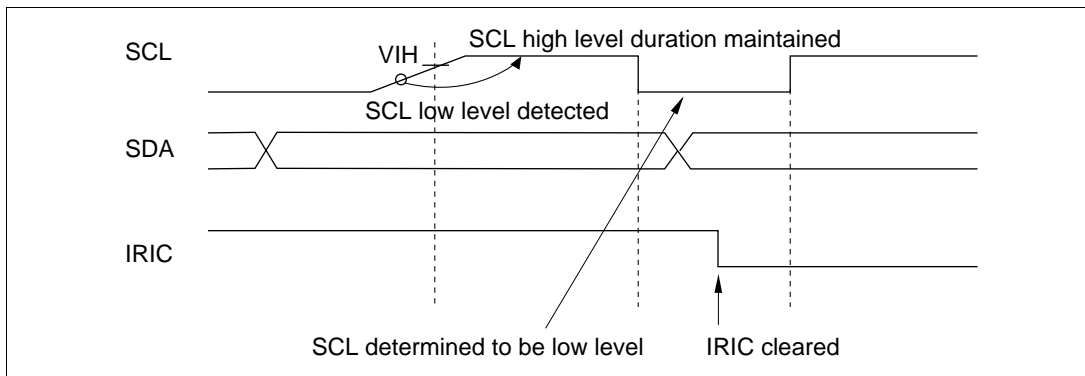 SCL
VIH
SCL high level duration maintained
SCL low level detected
SDA
IRIC
SCL determined to be low level
IRIC cleared